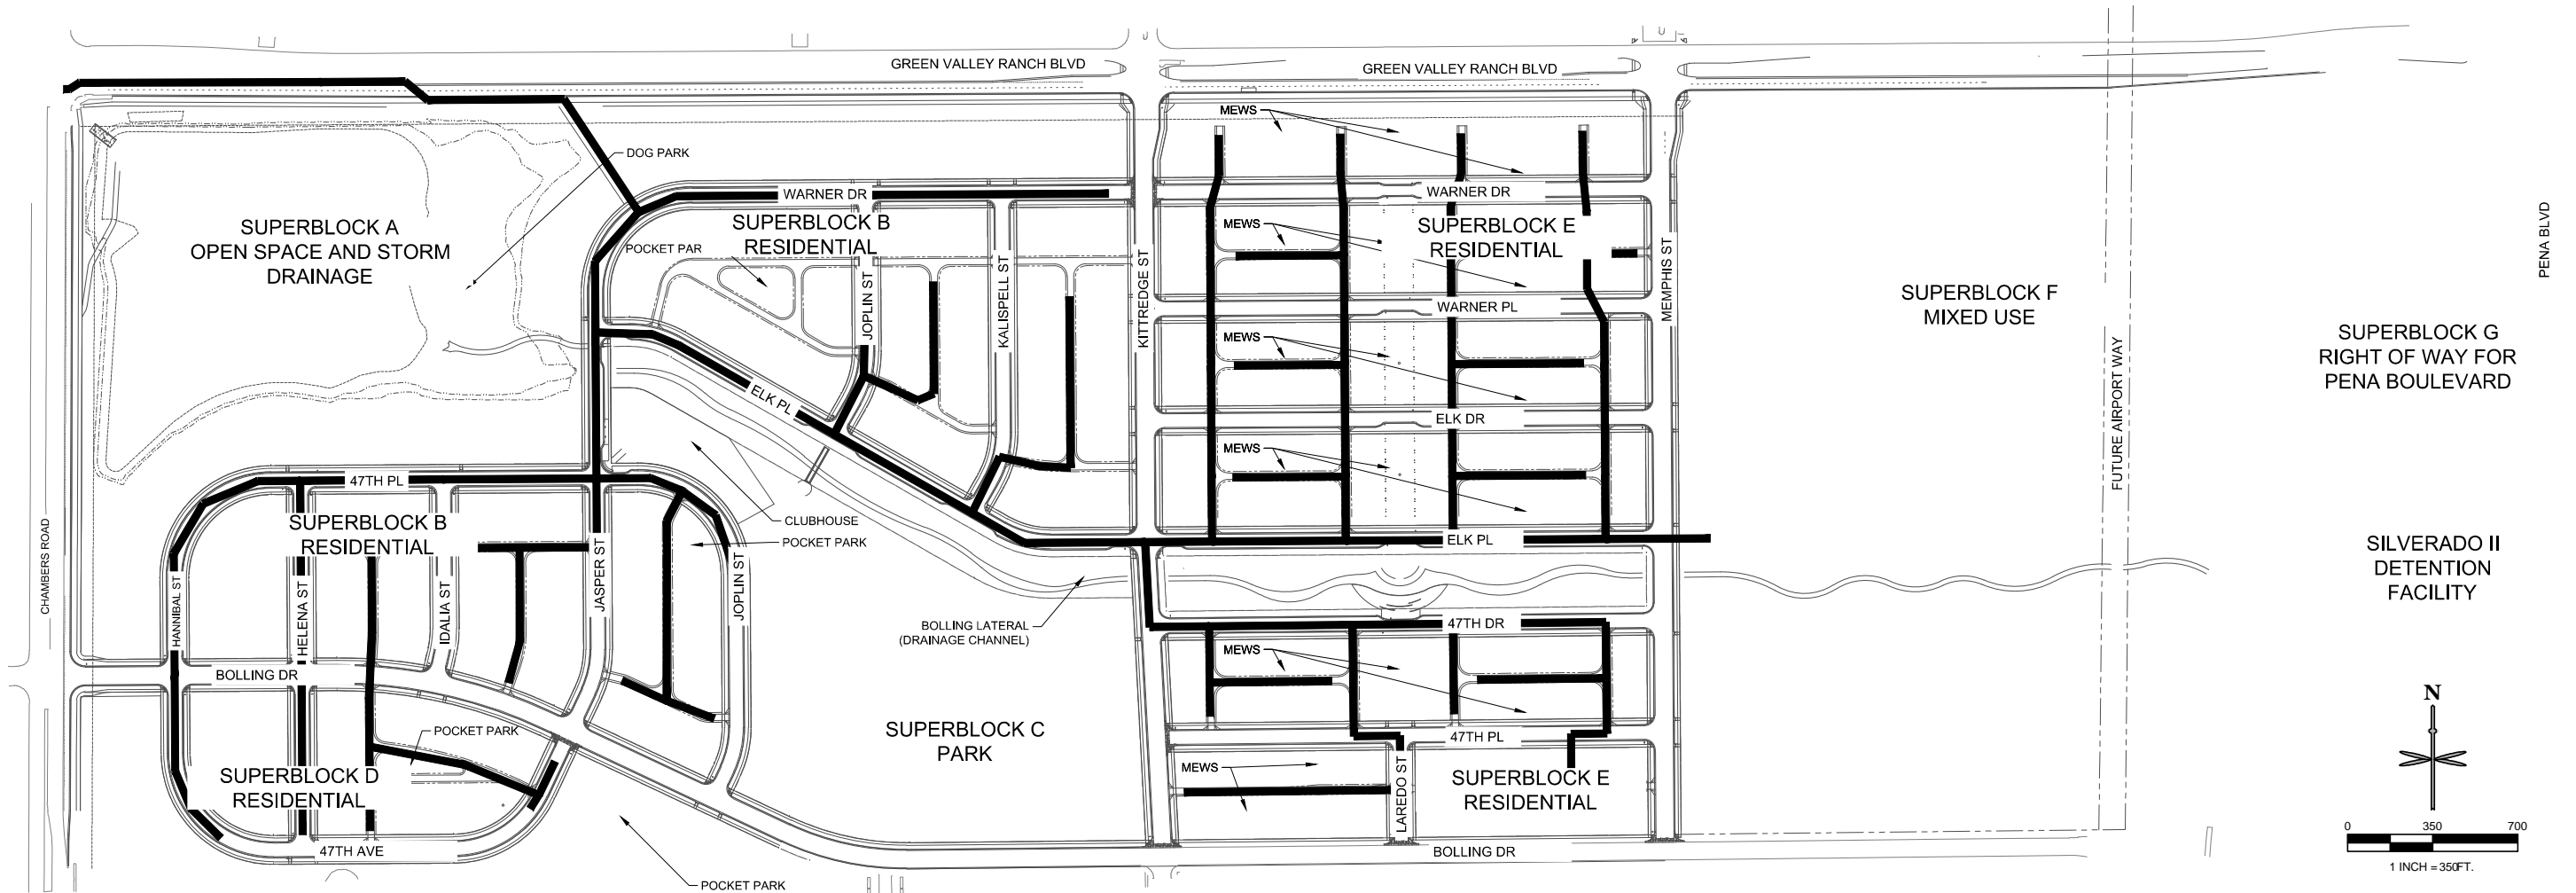 GREEN VALLEY RANCH BLVD
GREEN VALLEY RANCH BLVD
MEWS
DOG PARK
WARNER DR
WARNER DR
SUPERBLOCK A
OPEN SPACE AND STORM
DRAINAGE
SUPERBLOCK B
RESIDENTIAL
POCKET PAR
MEWS
SUPERBLOCK E
RESIDENTIAL
JOPLIN ST
KALISPELL ST
KITTREDGE ST
MEMPHIS ST
PENA BLVD
WARNER PL
SUPERBLOCK F
MIXED USE
MEWS
SUPERBLOCK G
RIGHT OF WAY FOR
PENA BOULEVARD
FUTURE AIRPORT WAY
ELK PL
ELK DR
MEWS
47TH PL
SUPERBLOCK B
RESIDENTIAL
CLUBHOUSE
POCKET PARK
ELK PL
CHAMBERS ROAD
HANNIBAL ST
HELENA ST
IDALIA ST
JASPER ST
JOPLIN ST
SILVERADO II
DETENTION
FACILITY
BOLLING LATERAL
(DRAINAGE CHANNEL)
47TH DR
MEWS
BOLLING DR
POCKET PARK
SUPERBLOCK C
PARK
47TH PL
MEWS
LAREDO ST
SUPERBLOCK D
RESIDENTIAL
SUPERBLOCK E
RESIDENTIAL
47TH AVE
BOLLING DR
POCKET PARK
N
0 350 700
1 INCH = 350FT.